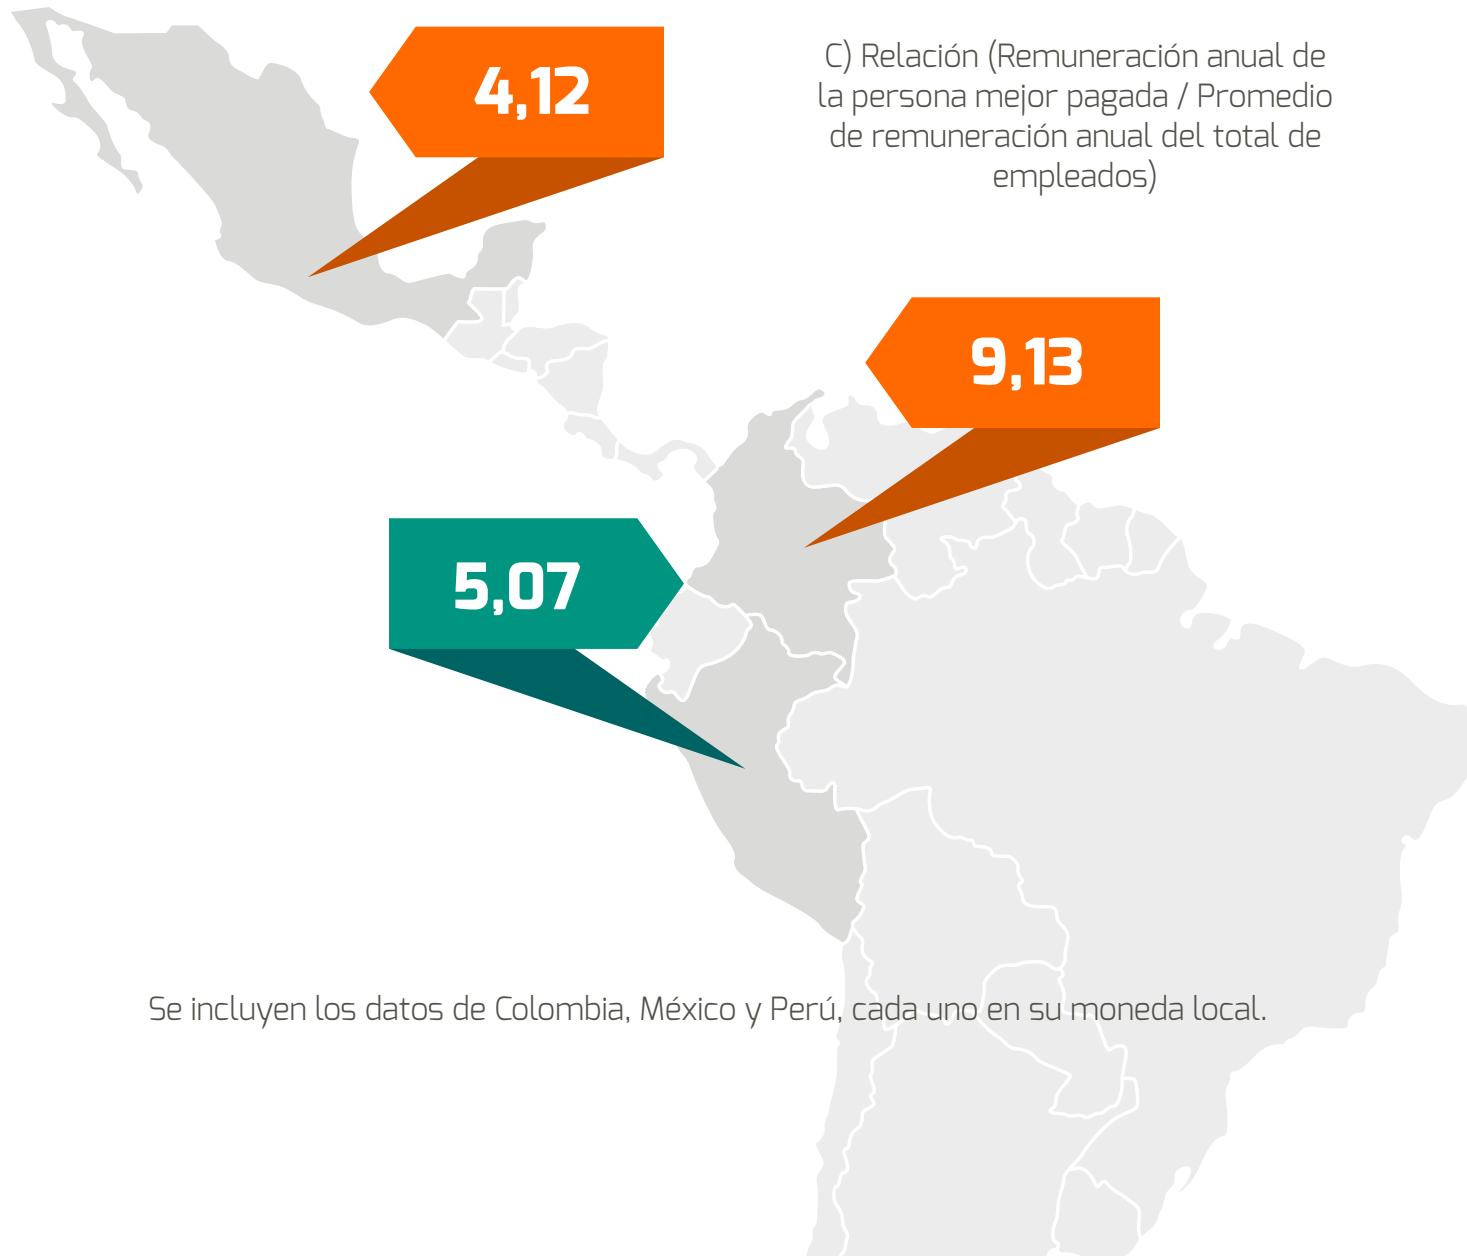 4,12
C) Relación (Remuneración anual de
la persona mejor pagada / Promedio
de remuneración anual del total de
empleados)
9,13
5,07
Se incluyen los datos de Colombia, México y Perú, cada uno en su moneda local.